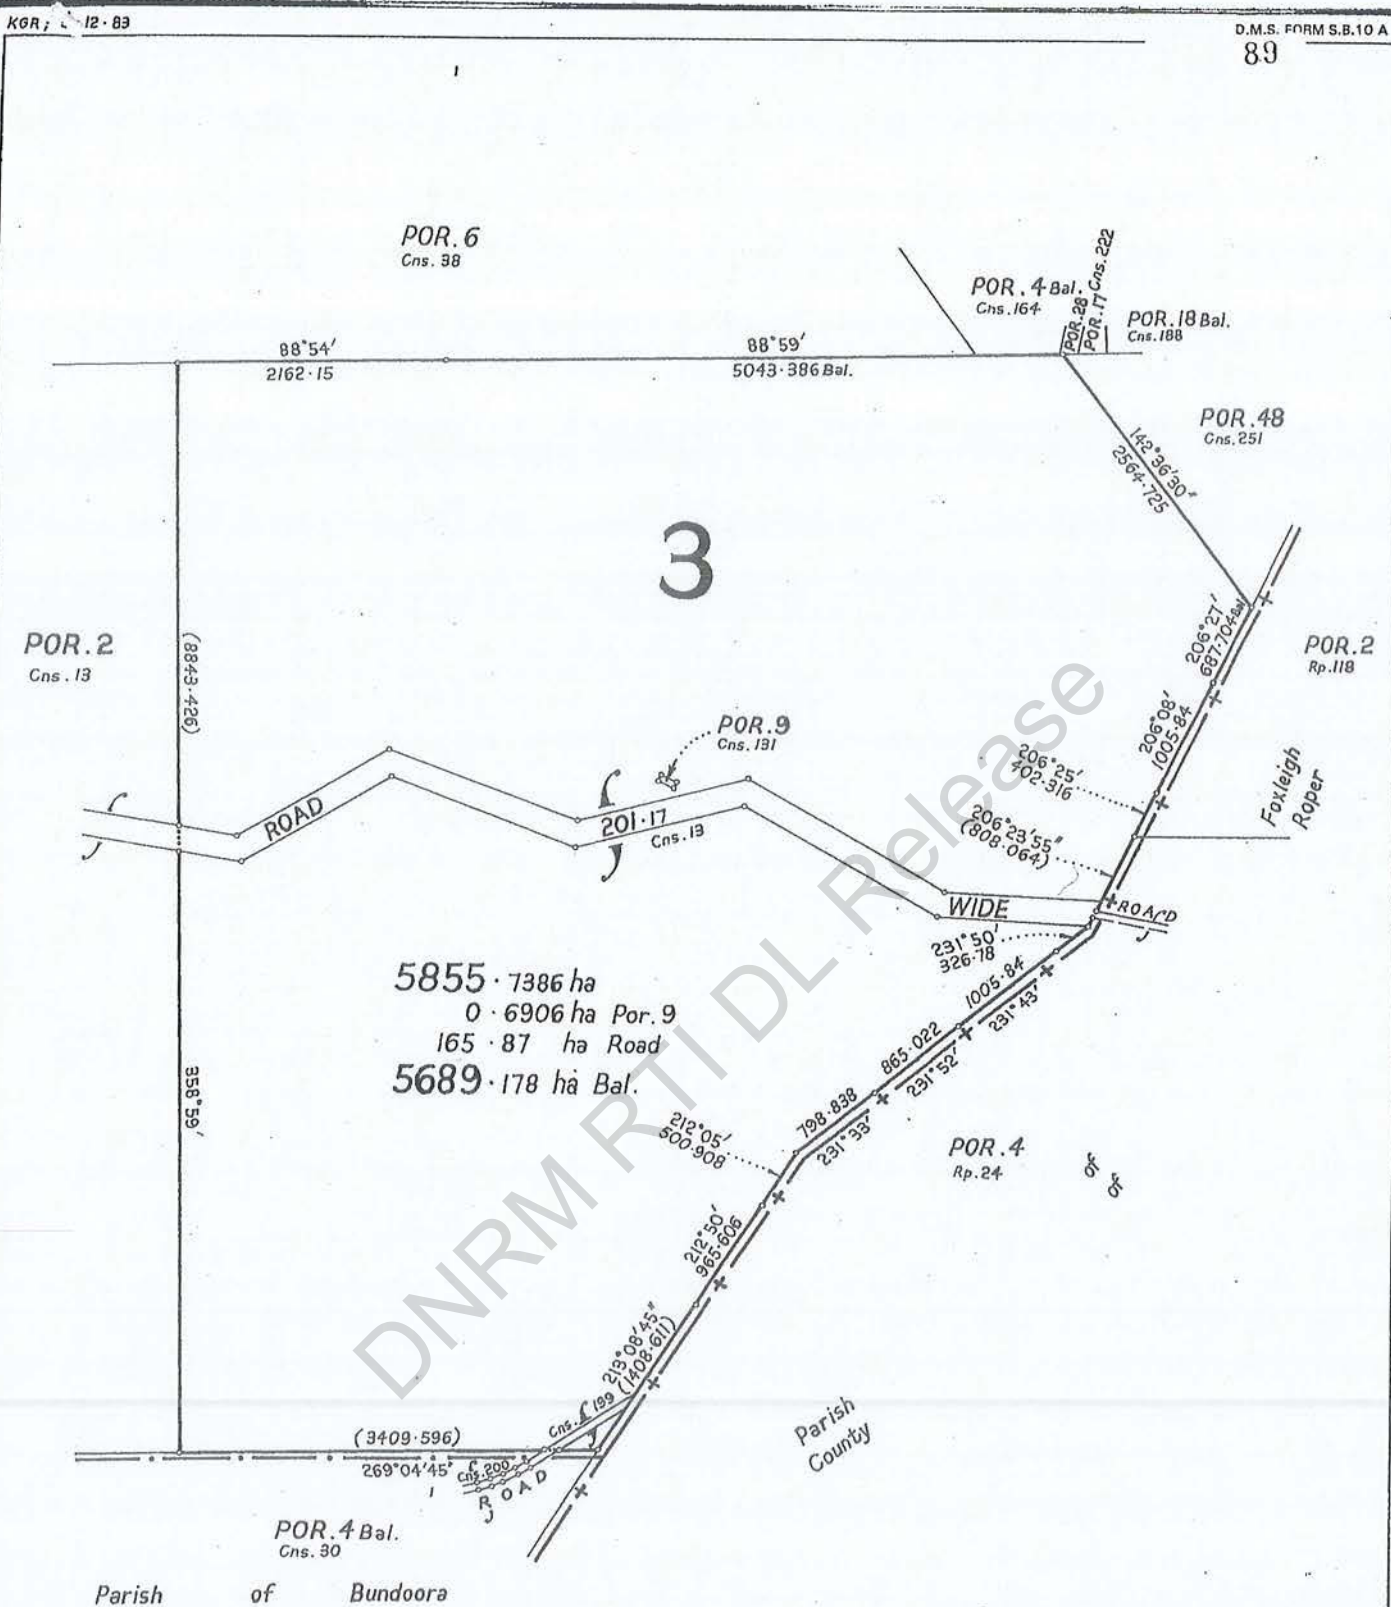 KGR; 12·83
D.M.S. FORM S.B.10 A
89
POR.6
Cns. 38
POR. 4 Bal.
Cns.164
POR.28
POR.17 Cns. 222
POR.18 Bal.
Cns.188
88°54′
2162·15
88°59′
5043·386 Bal.
POR.48
Cns.251
142°36′30″
2564·725
3
POR.2
Cns. 13
(8843·426)
206°27′
687·704 Bal
POR.2
Rp.118
206°08′
1005·84
POR.9
Cns. 131
206°25′
402·316
Foxleigh
Roper
ROAD
201·17
Cns.13
206°23′55″
(808·064)
WIDE
ROAD
231°50′
326·78
5855·7386 ha
0·6906 ha Por. 9
165·87 ha Road
5689·178 ha Bal.
1005·84
231°43′
865·022
231°52′
358°59′
798·838
231°33′
212°05′
500·908
POR.4
Rp.24
of
of
212°50′
965·606
213°08′45″
(1408·611)
Cns. 199
Parish
County
(3409·596)
269°04′45″
Cns.200
ROAD
POR.4 Bal.
Cns. 30
Parish of Bundoora
DNRM RTI DL Release